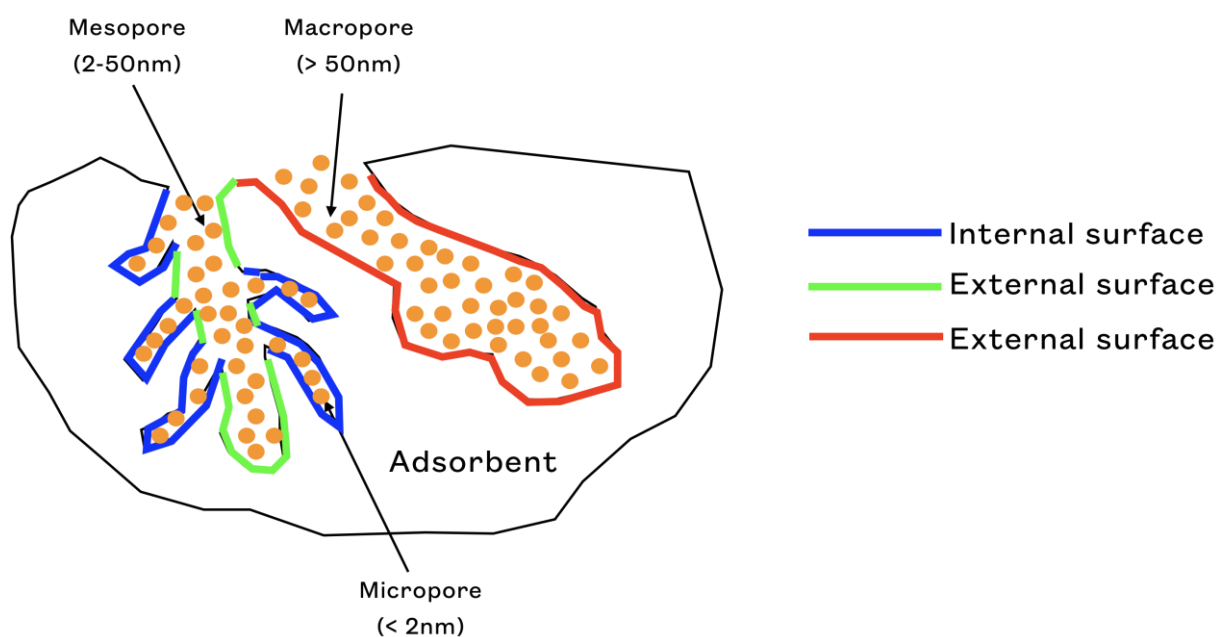 Mesopore
(2-50nm)
Macropore
(> 50nm)
Internal surface
External surface
External surface
Adsorbent
Micropore
(< 2nm)